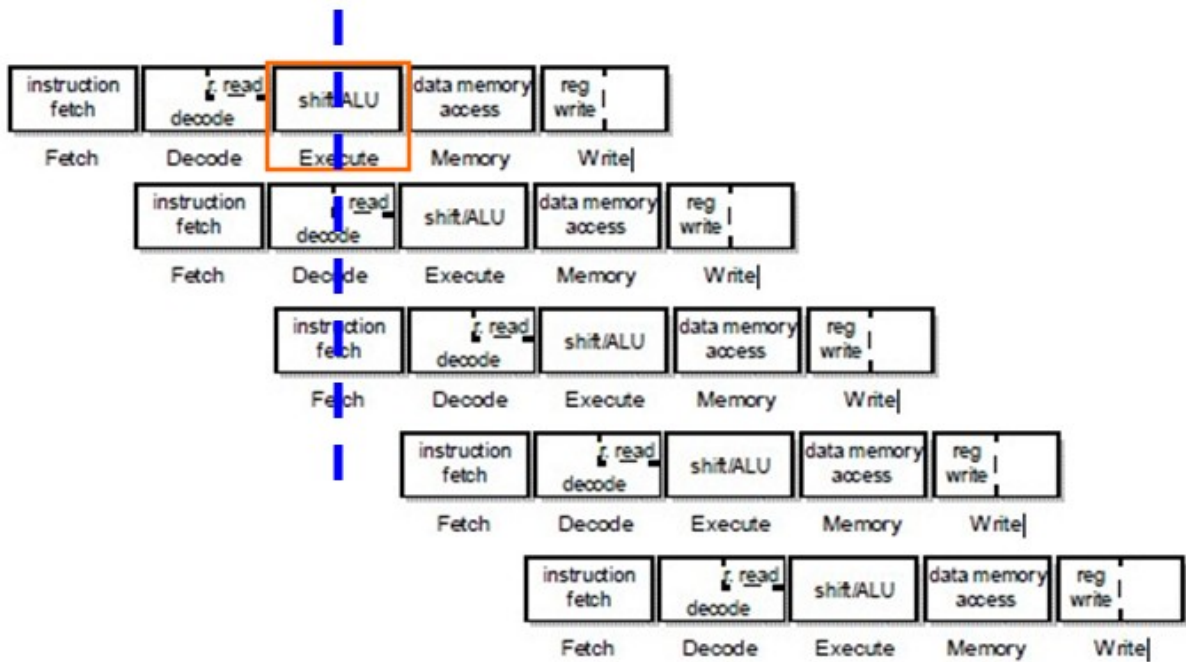 instruction fetch
r. read
decode
shift/ALU
data memory access
reg write
Fetch Decode Execute Memory Write
instruction fetch
read
decode
shift/ALU
data memory access
reg write
Fetch Decode Execute Memory Write
instruction fetch
r. read
decode
shift/ALU
data memory access
reg write
Fetch Decode Execute Memory Write
instruction fetch
r. read
decode
shift/ALU
data memory access
reg write
Fetch Decode Execute Memory Write
instruction fetch
r. read
decode
shift/ALU
data memory access
reg write
Fetch Decode Execute Memory Write